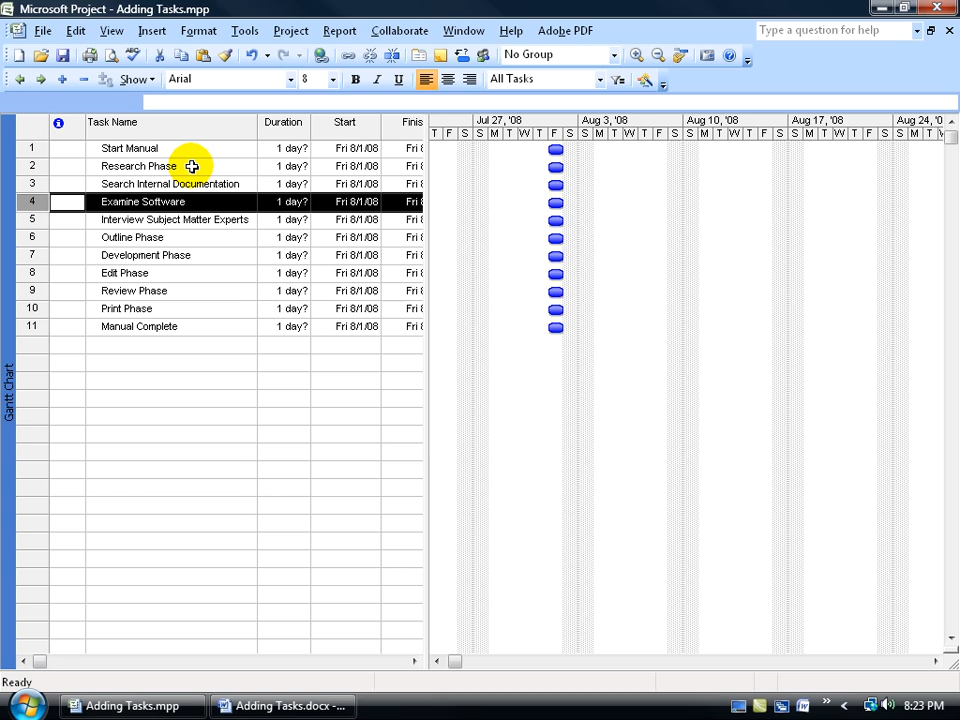 Microsoft Project - Adding Tasks.mpp
File Edit View Insert Format Tools Project Report Collaborate Window Help Adobe PDF Type a question for help
No Group
Show Arial 8 B I U All Tasks
Task Name Duration Start Finis
Jul 27, '08 Aug 3, '08 Aug 10, '08 Aug 17, '08 Aug 24, '0
T F S S M T W T F S S M T W T F S S M T W T F S S M T W T F S S M T W
1 Start Manual 1 day? Fri 8/1/08 Fri 8
2 Research Phase 1 day? Fri 8/1/08 Fri 8
3 Search Internal Documentation 1 day? Fri 8/1/08 Fri 8
4 Examine Software 1 day? Fri 8/1/08 Fri 8
5 Interview Subject Matter Experts 1 day? Fri 8/1/08 Fri 8
6 Outline Phase 1 day? Fri 8/1/08 Fri 8
7 Development Phase 1 day? Fri 8/1/08 Fri 8
8 Edit Phase 1 day? Fri 8/1/08 Fri 8
9 Review Phase 1 day? Fri 8/1/08 Fri 8
10 Print Phase 1 day? Fri 8/1/08 Fri 8
11 Manual Complete 1 day? Fri 8/1/08 Fri 8
Gantt Chart
Ready
Adding Tasks.mpp Adding Tasks.docx -... 8:23 PM